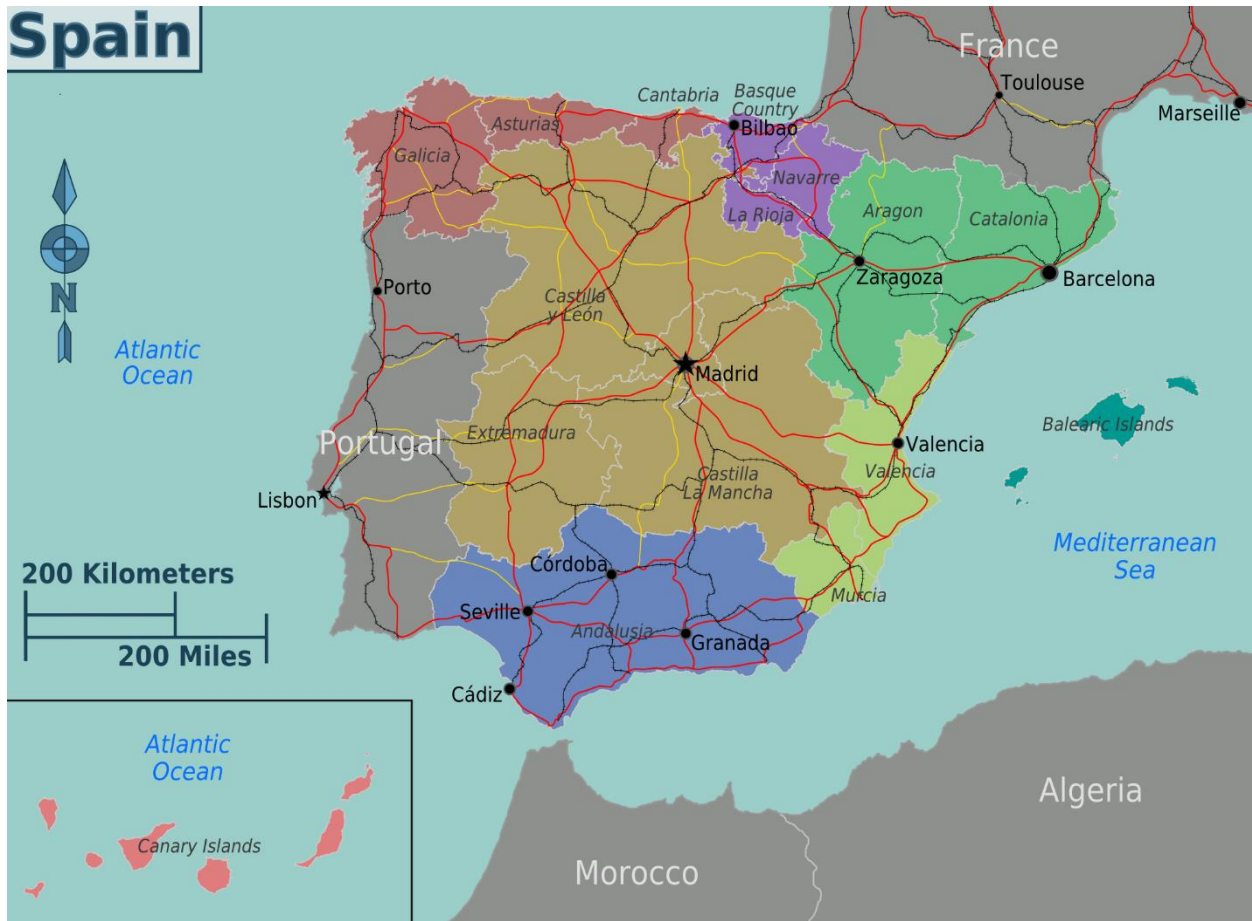 Spain
France
Toulouse
Marseille
Cantabria
Basque
Country
Bilbao
Asturias
Galicia
Navarre
La Rioja
Aragon
Catalonia
Zaragoza
Barcelona
N
Porto
Castilla
y León
Atlantic
Ocean
Madrid
Balearic Islands
Extremadura
Portugal
Valencia
Valencia
Castilla
La Mancha
Lisbon
Mediterranean
Sea
Córdoba
200 Kilometers
200 Miles
Seville
Murcia
Andalusia
Granada
Cádiz
Atlantic
Ocean
Canary Islands
Algeria
Morocco